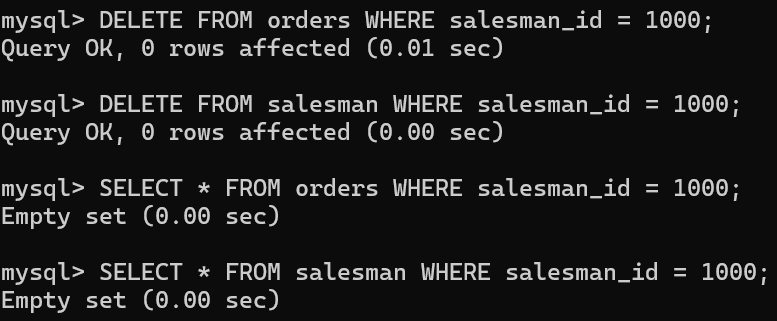 mysql> DELETE FROM orders WHERE salesman_id = 1000;
Query OK, 0 rows affected (0.01 sec)
mysql> DELETE FROM salesman WHERE salesman_id = 1000;
Query OK, 0 rows affected (0.00 sec)
mysql> SELECT * FROM orders WHERE salesman_id = 1000;
Empty set (0.00 sec)
mysql> SELECT * FROM salesman WHERE salesman_id = 1000;
Empty set (0.00 sec)